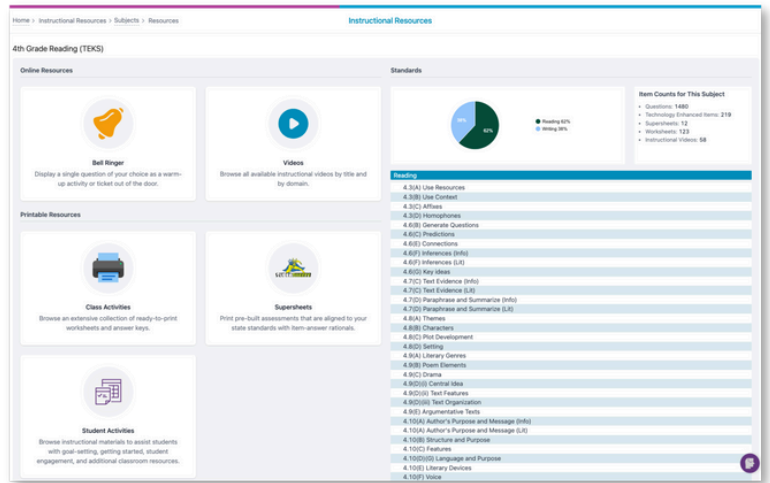 Home > Instructional Resources > Subjects > Resources
Instructional Resources
4th Grade Reading (TEKS)
Online Resources
Bell Ringer
Display a single question of your choice as a warm-
up activity or ticket out of the door.
Videos
Browse all available instructional videos by title and
by domain.
Printable Resources
Class Activities
Browse an extensive collection of ready-to-print
worksheets and answer keys.
Supersheets
Print pre-built assessments that are aligned to your
state standards with item-answer rationals.
Student Activities
Browse instructional materials to assist students
with goal-setting, getting started, student
engagement, and additional classroom resources.
Standards
38%
62%
Reading 62%
Writing 38%
Item Counts for This Subject
Questions: 1480
Technology Enhanced Items: 219
Supersheets: 12
Worksheets: 123
Instructional Videos: 58
Reading
4.3(A) Use Resources
4.3(B) Use Context
4.3(C) Affixes
4.3(D) Homophones
4.6(B) Generate Questions
4.6(C) Predictions
4.6(E) Connections
4.6(F) Inferences (Info)
4.6(F) Inferences (Lit)
4.6(G) Key ideas
4.7(C) Text Evidence (Info)
4.7(C) Text Evidence (Lit)
4.7(D) Paraphrase and Summarize (Info)
4.7(D) Paraphrase and Summarize (Lit)
4.8(A) Themes
4.8(B) Characters
4.8(C) Plot Development
4.8(D) Setting
4.9(A) Literary Genres
4.9(B) Poem Elements
4.9(C) Drama
4.9(D)(i) Central Idea
4.9(D)(ii) Text Features
4.9(D)(iii) Text Organization
4.9(E) Argumentative Texts
4.10(A) Author's Purpose and Message (Info)
4.10(A) Author's Purpose and Message (Lit)
4.10(B) Structure and Purpose
4.10(C) Features
4.10(D)(G) Language and Purpose
4.10(E) Literary Devices
4.10(F) Voice